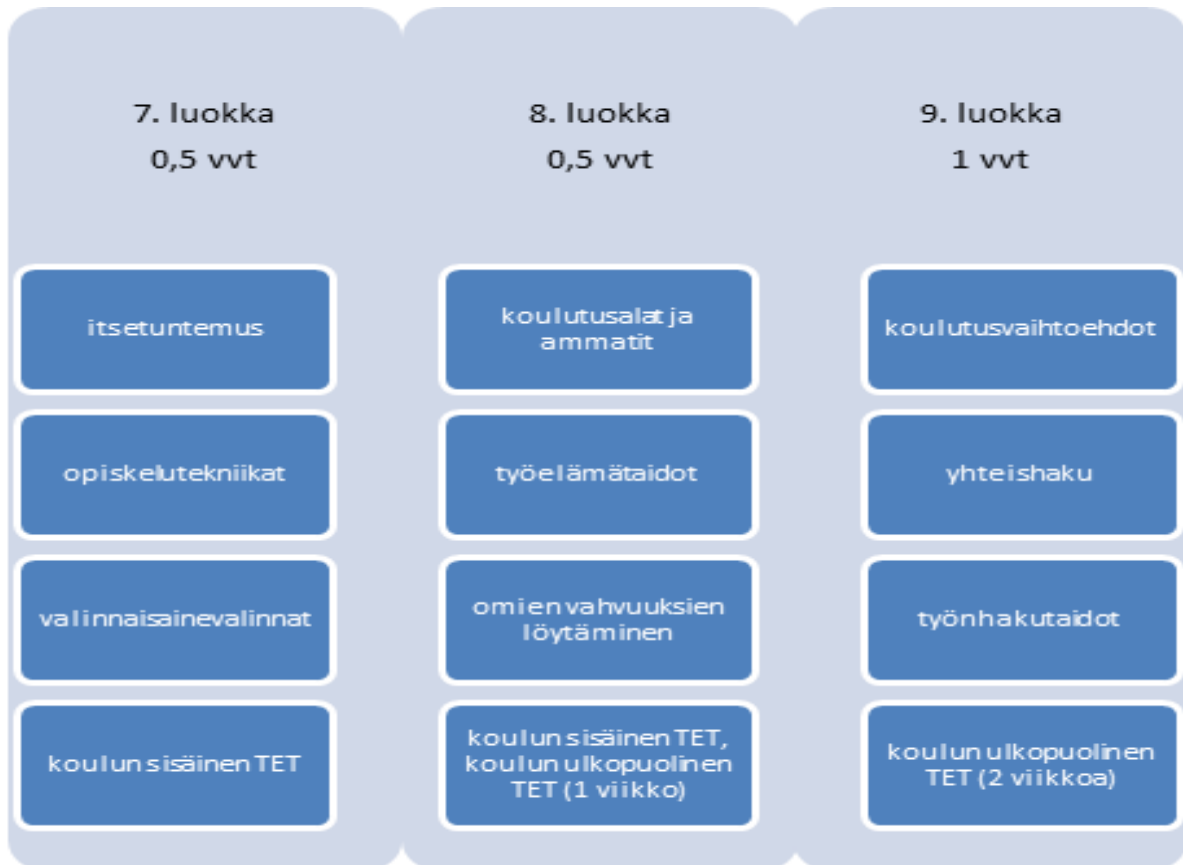 7. luokka
0,5 vvt
itsetuntemus
opiskelutekniikat
valinnaisainevalinnat
koulun sisäinen TET
8. luokka
0,5 vvt
koulutusalat ja
ammatit
työelämätaidot
omien vahvuuksien
löytäminen
koulun sisäinen TET,
koulun ulkopuolinen
TET (1 viikko)
9. luokka
1 vvt
koulutusvaihtoehdot
yhteishaku
työnhakutaidot
koulun ulkopuolinen
TET (2 viikkoa)